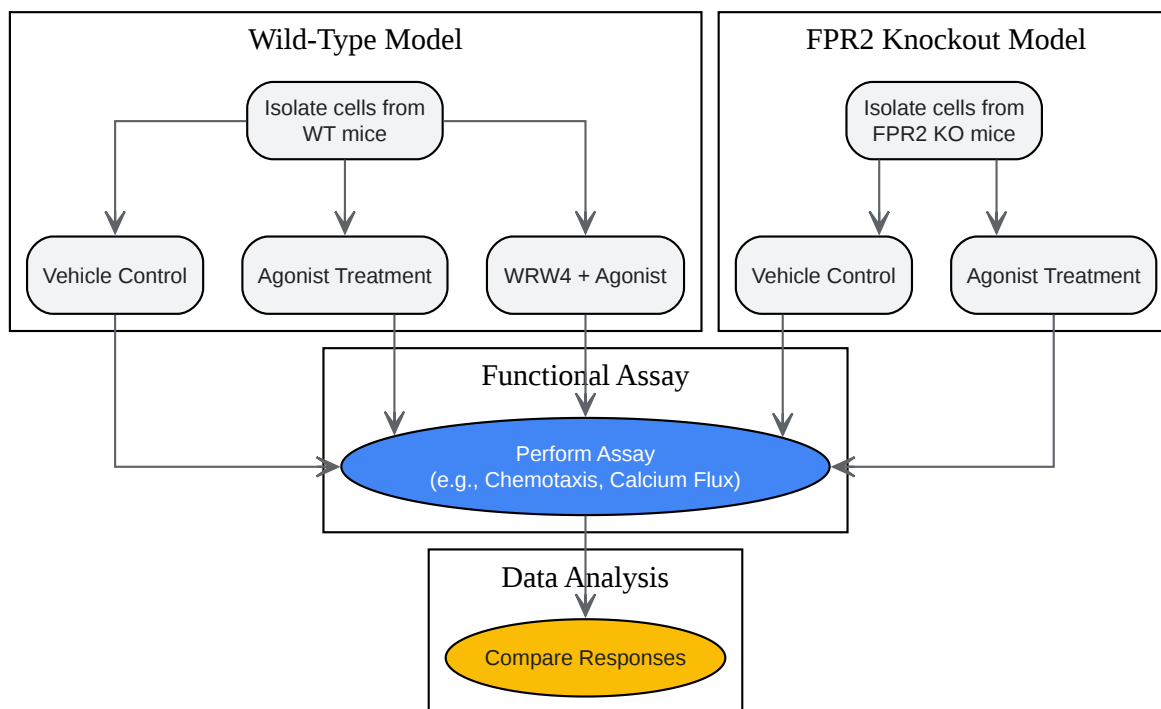 Wild-Type Model
FPR2 Knockout Model
Isolate cells from
WT mice
Isolate cells from
FPR2 KO mice
Vehicle Control
Agonist Treatment
WRW4 + Agonist
Vehicle Control
Agonist Treatment
Functional Assay
Perform Assay
(e.g., Chemotaxis, Calcium Flux)
Data Analysis
Compare Responses